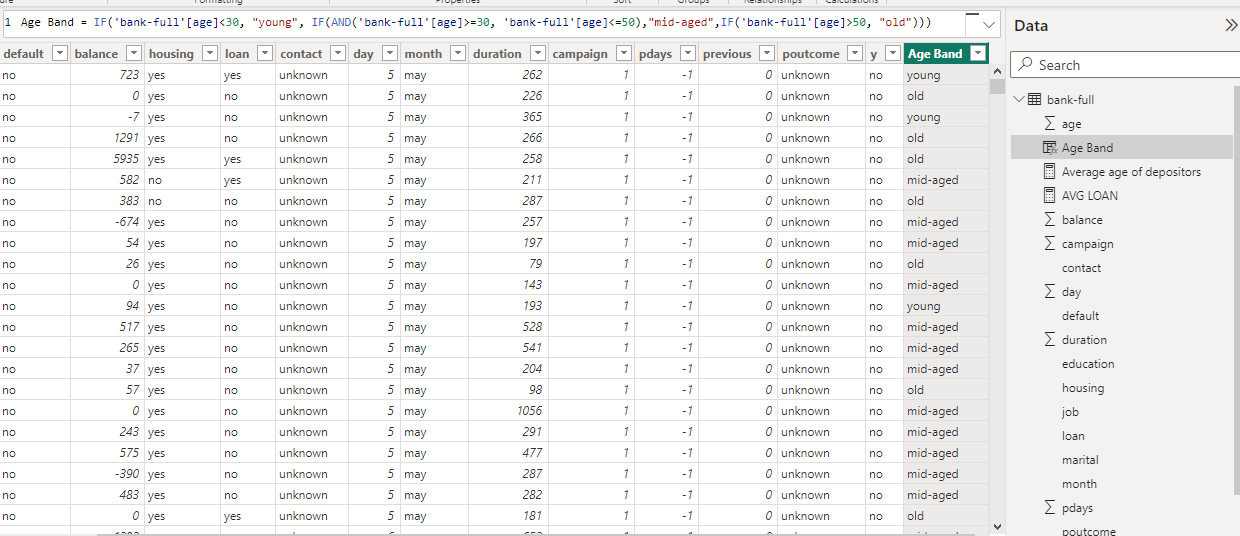 Formatting Properties Sort Groups Relationships Calculations
1 Age Band = IF('bank-full'[age]<30, "young", IF(AND('bank-full'[age]>=30, 'bank-full'[age]<=50),"mid-aged",IF('bank-full'[age]>50, "old")))
default balance housing loan contact day month duration campaign pdays previous poutcome y Age Band
no 723 yes yes unknown 5 may 262 1 -1 0 unknown no young
no 0 yes no unknown 5 may 226 1 -1 0 unknown no old
no -7 yes no unknown 5 may 365 1 -1 0 unknown no young
no 1291 yes no unknown 5 may 266 1 -1 0 unknown no old
no 5935 yes yes unknown 5 may 258 1 -1 0 unknown no old
no 582 no yes unknown 5 may 211 1 -1 0 unknown no mid-aged
no 383 no no unknown 5 may 287 1 -1 0 unknown no old
no -674 yes no unknown 5 may 257 1 -1 0 unknown no mid-aged
no 54 yes no unknown 5 may 197 1 -1 0 unknown no mid-aged
no 26 yes no unknown 5 may 79 1 -1 0 unknown no old
no 0 yes no unknown 5 may 143 1 -1 0 unknown no mid-aged
no 94 yes no unknown 5 may 193 1 -1 0 unknown no young
no 517 yes no unknown 5 may 528 1 -1 0 unknown no mid-aged
no 265 yes no unknown 5 may 541 1 -1 0 unknown no mid-aged
no 37 yes no unknown 5 may 204 1 -1 0 unknown no mid-aged
no 57 yes no unknown 5 may 98 1 -1 0 unknown no old
no 0 yes no unknown 5 may 1056 1 -1 0 unknown no mid-aged
no 243 yes no unknown 5 may 291 1 -1 0 unknown no mid-aged
no 575 yes no unknown 5 may 477 1 -1 0 unknown no mid-aged
no -390 yes no unknown 5 may 287 1 -1 0 unknown no mid-aged
no 483 yes no unknown 5 may 282 1 -1 0 unknown no mid-aged
no 0 yes yes unknown 5 may 181 1 -1 0 unknown no old
Data
Search
bank-full
age
Age Band
Average age of depositors
AVG LOAN
balance
campaign
contact
day
default
duration
education
housing
job
loan
marital
month
pdays
poutcome